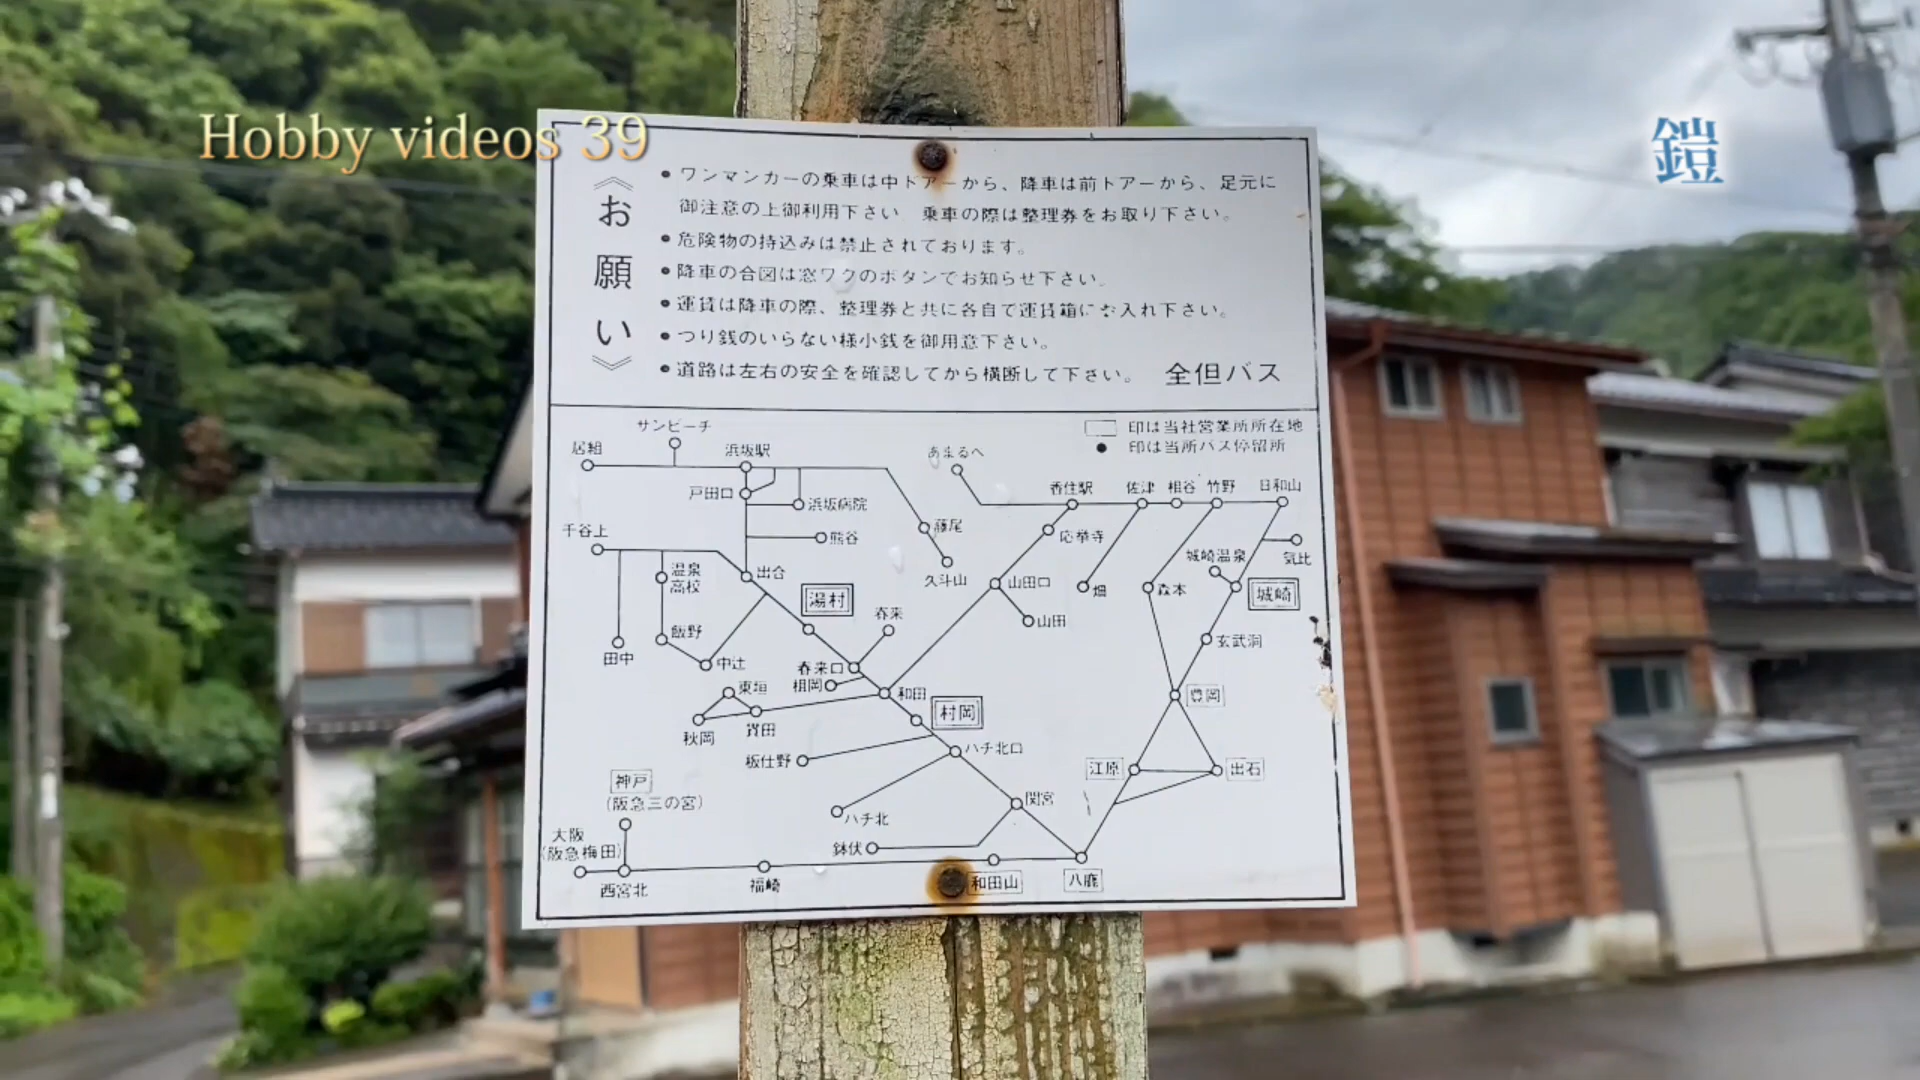 Hobby videos 39
鎧
《お願い》
• ワンマンカーの乗車は中ドアーから、降車は前ドアーから、足元に
御注意の上御利用下さい。乗車の際は整理券をお取り下さい。
• 危険物の持込みは禁止されております。
• 降車の合図は窓ワクのボタンでお知らせ下さい。
• 運賃は降車の際、整理券と共に各自で運賃箱にお入れ下さい。
• つり銭のいらない様小銭を御用意下さい。
• 道路は左右の安全を確認してから横断して下さい。
全但バス
印は当社営業所所在地
● 印は当所バス停留所
サンビーチ
居組
浜坂駅
あまるべ
戸田口
浜坂病院
香住駅
佐津
相谷
竹野
日和山
熊谷
藤尾
応挙寺
千谷上
久斗山
城崎温泉
気比
温泉
高校
出合
山田口
畑
森本
城崎
湯村
春来
山田
飯野
田中
中辻
春来口
玄武洞
祖岡
東垣
和田
村岡
豊岡
秋岡
貫田
板仕野
ハチ北口
江原
出石
神戸
(阪急三の宮)
関宮
ハチ北
大阪
(阪急梅田)
鉢伏
西宮北
福崎
和田山
八鹿